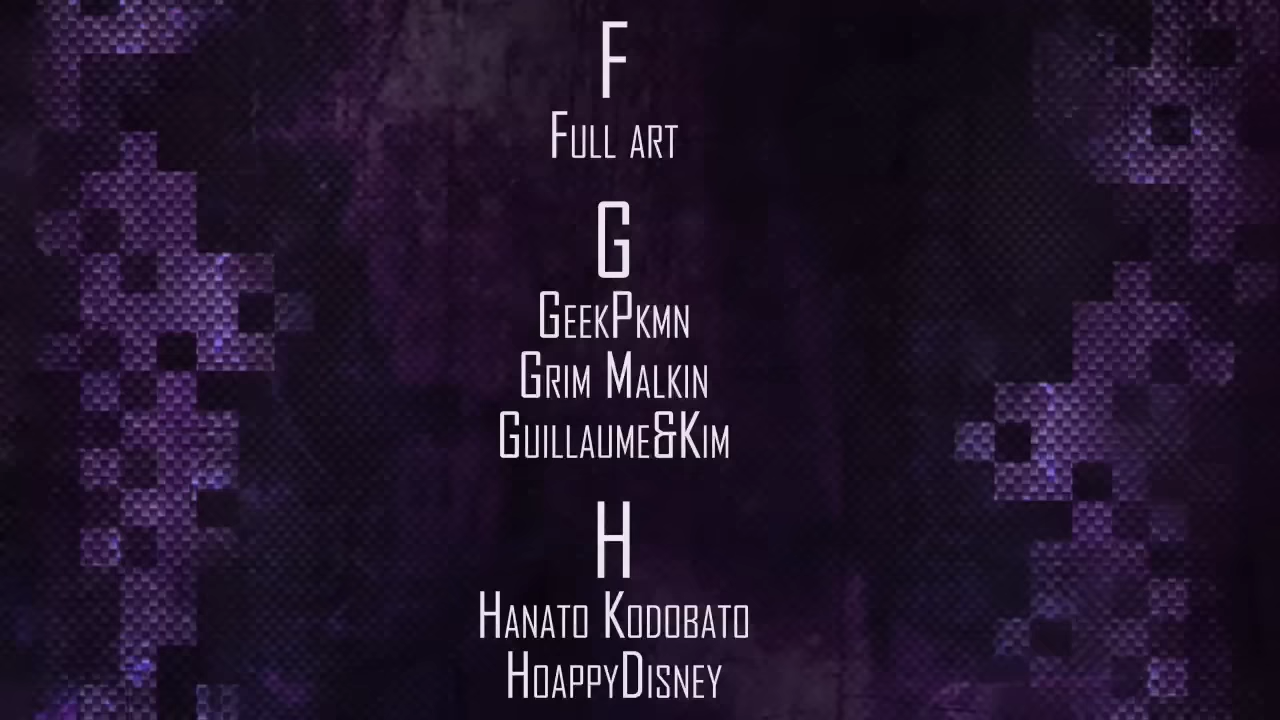 F
Full art
G
GeekPkmn
Grim Malkin
Guillaume&Kim
H
Hanato Kodobato
HoappyDisney